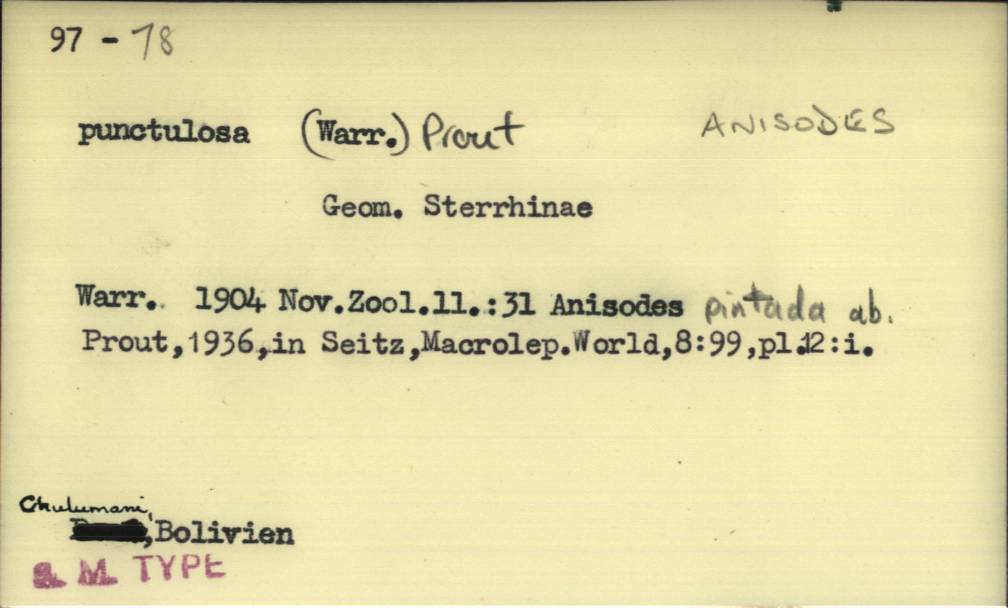 97 - 78
punctulosa (Warr.) Prout ANISODES
Geom. Sterrhinae
Warr. 1904 Nov.Zool.11.:31 Anisodes pintada ab.
Prout,1936,in Seitz,Macrolep.World,8:99,pl.12:i.
Chulumani,
,Bolivien
B. M. TYPE